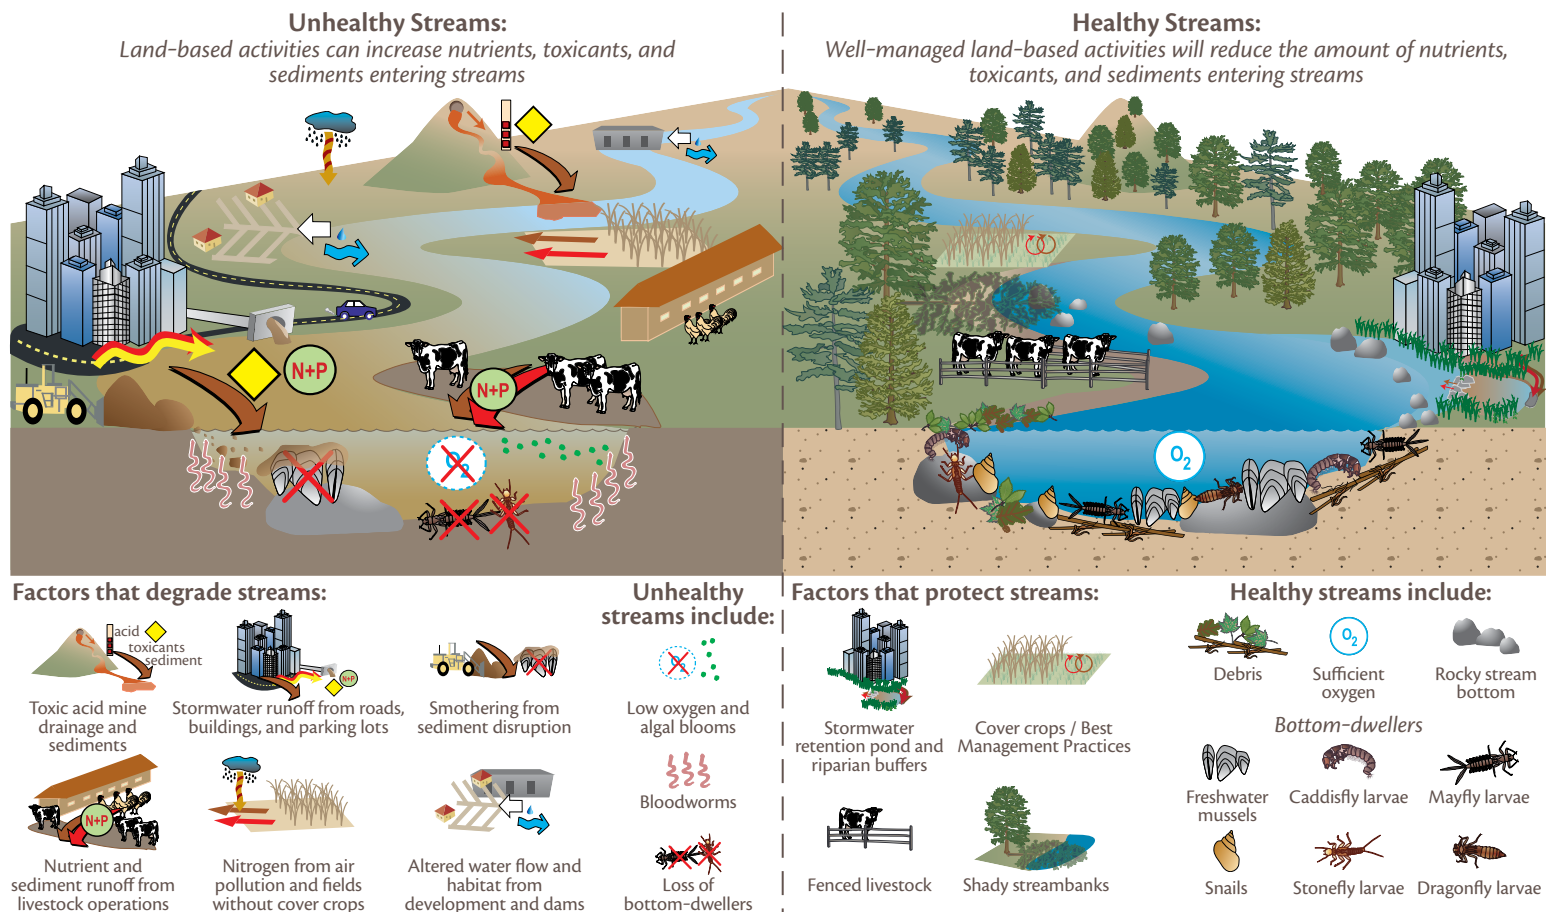 Unhealthy Streams:
Land-based activities can increase nutrients, toxicants, and
sediments entering streams
Healthy Streams:
Well-managed land-based activities will reduce the amount of nutrients,
toxicants, and sediments entering streams
N+P
N+P
O₂
O₂
Factors that degrade streams:
acid
toxicants
sediment
Toxic acid mine
drainage and
sediments
N+P
Stormwater runoff from roads,
buildings, and parking lots
Smothering from
sediment disruption
N+P
Nutrient and
sediment runoff from
livestock operations
Nitrogen from air
pollution and fields
without cover crops
Altered water flow and
habitat from
development and dams
Unhealthy
streams include:
O₂
Low oxygen and
algal blooms
Bloodworms
Loss of
bottom-dwellers
Factors that protect streams:
Stormwater
retention pond and
riparian buffers
Cover crops / Best
Management Practices
Fenced livestock
Shady streambanks
Healthy streams include:
Debris
O₂
Sufficient
oxygen
Rocky stream
bottom
Bottom-dwellers
Freshwater
mussels
Caddisfly larvae
Mayfly larvae
Snails
Stonefly larvae
Dragonfly larvae